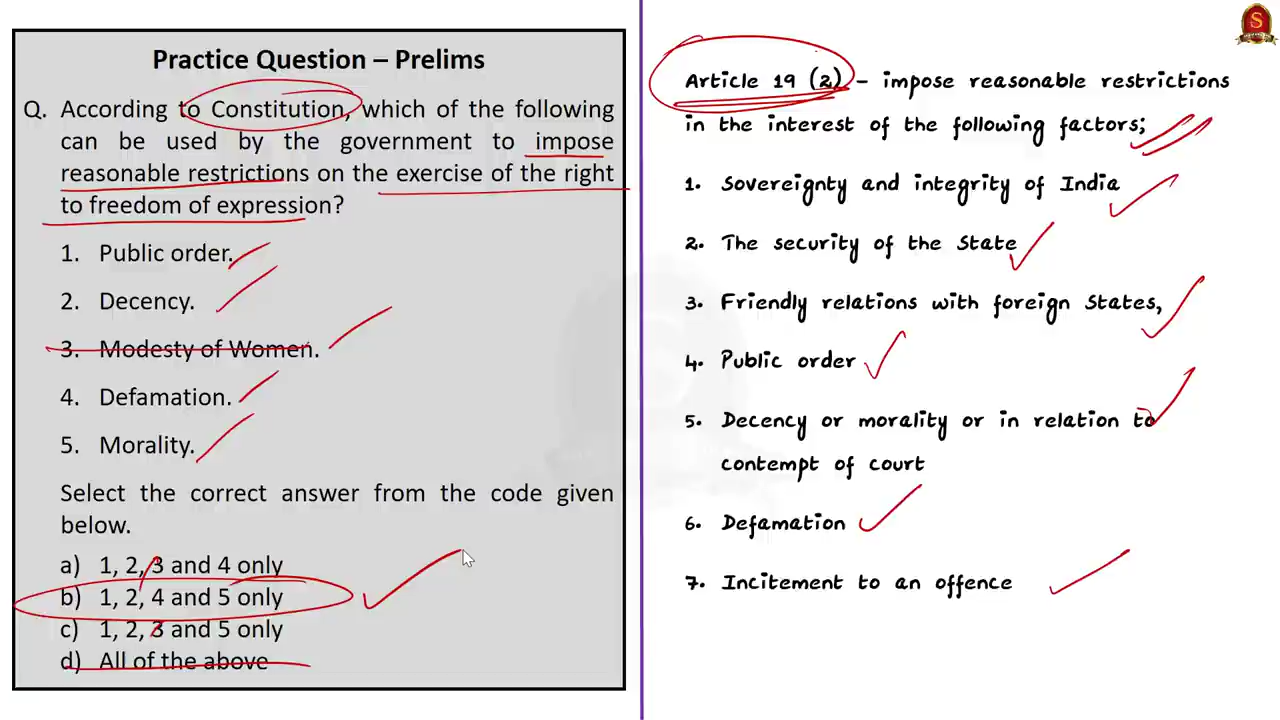 Practice Question – Prelims
Q. According to Constitution, which of the following
can be used by the government to impose
reasonable restrictions on the exercise of the right
to freedom of expression?
1. Public order.
2. Decency.
3. Modesty of Women.
4. Defamation.
5. Morality.
Select the correct answer from the code given
below.
a) 1, 2, 3 and 4 only
b) 1, 2, 4 and 5 only
c) 1, 2, 3 and 5 only
d) All of the above
Article 19 (2) - impose reasonable restrictions
in the interest of the following factors;
1. Sovereignty and integrity of India
2. The security of the State
3. Friendly relations with foreign States,
4. Public order
5. Decency or morality or in relation to
contempt of court
6. Defamation
7. Incitement to an offence
S